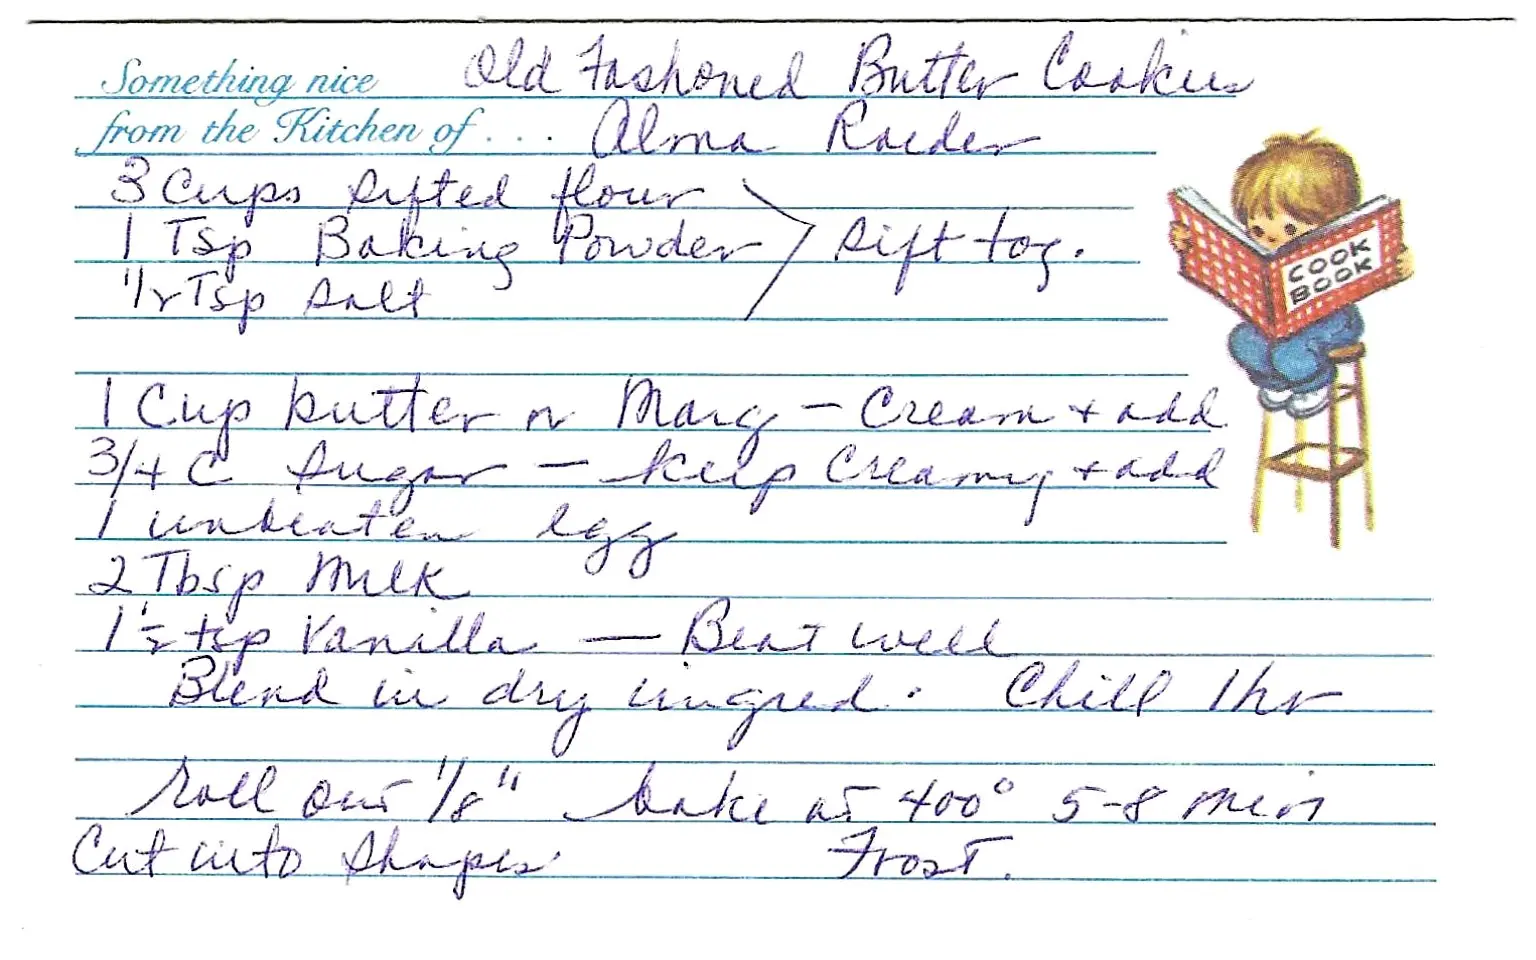 Something nice Old Fashoned Butter Cookies
from the Kitchen of . . . Alma Raeder
3 Cups sifted flour
1 Tsp Baking Powder / sift tog.
1/2 Tsp salt
1 Cup butter or Marg – Cream + add
3/4 C Sugar – keep Creamy + add
1 unbeaten egg
2 Tbsp Milk
1 1/2 tsp Vanilla — Beat well
Blend in dry ingred. Chill 1 hr
roll out 1/8" bake at 400° 5-8 min
Cut into shapes Frost.
COOK
BOOK